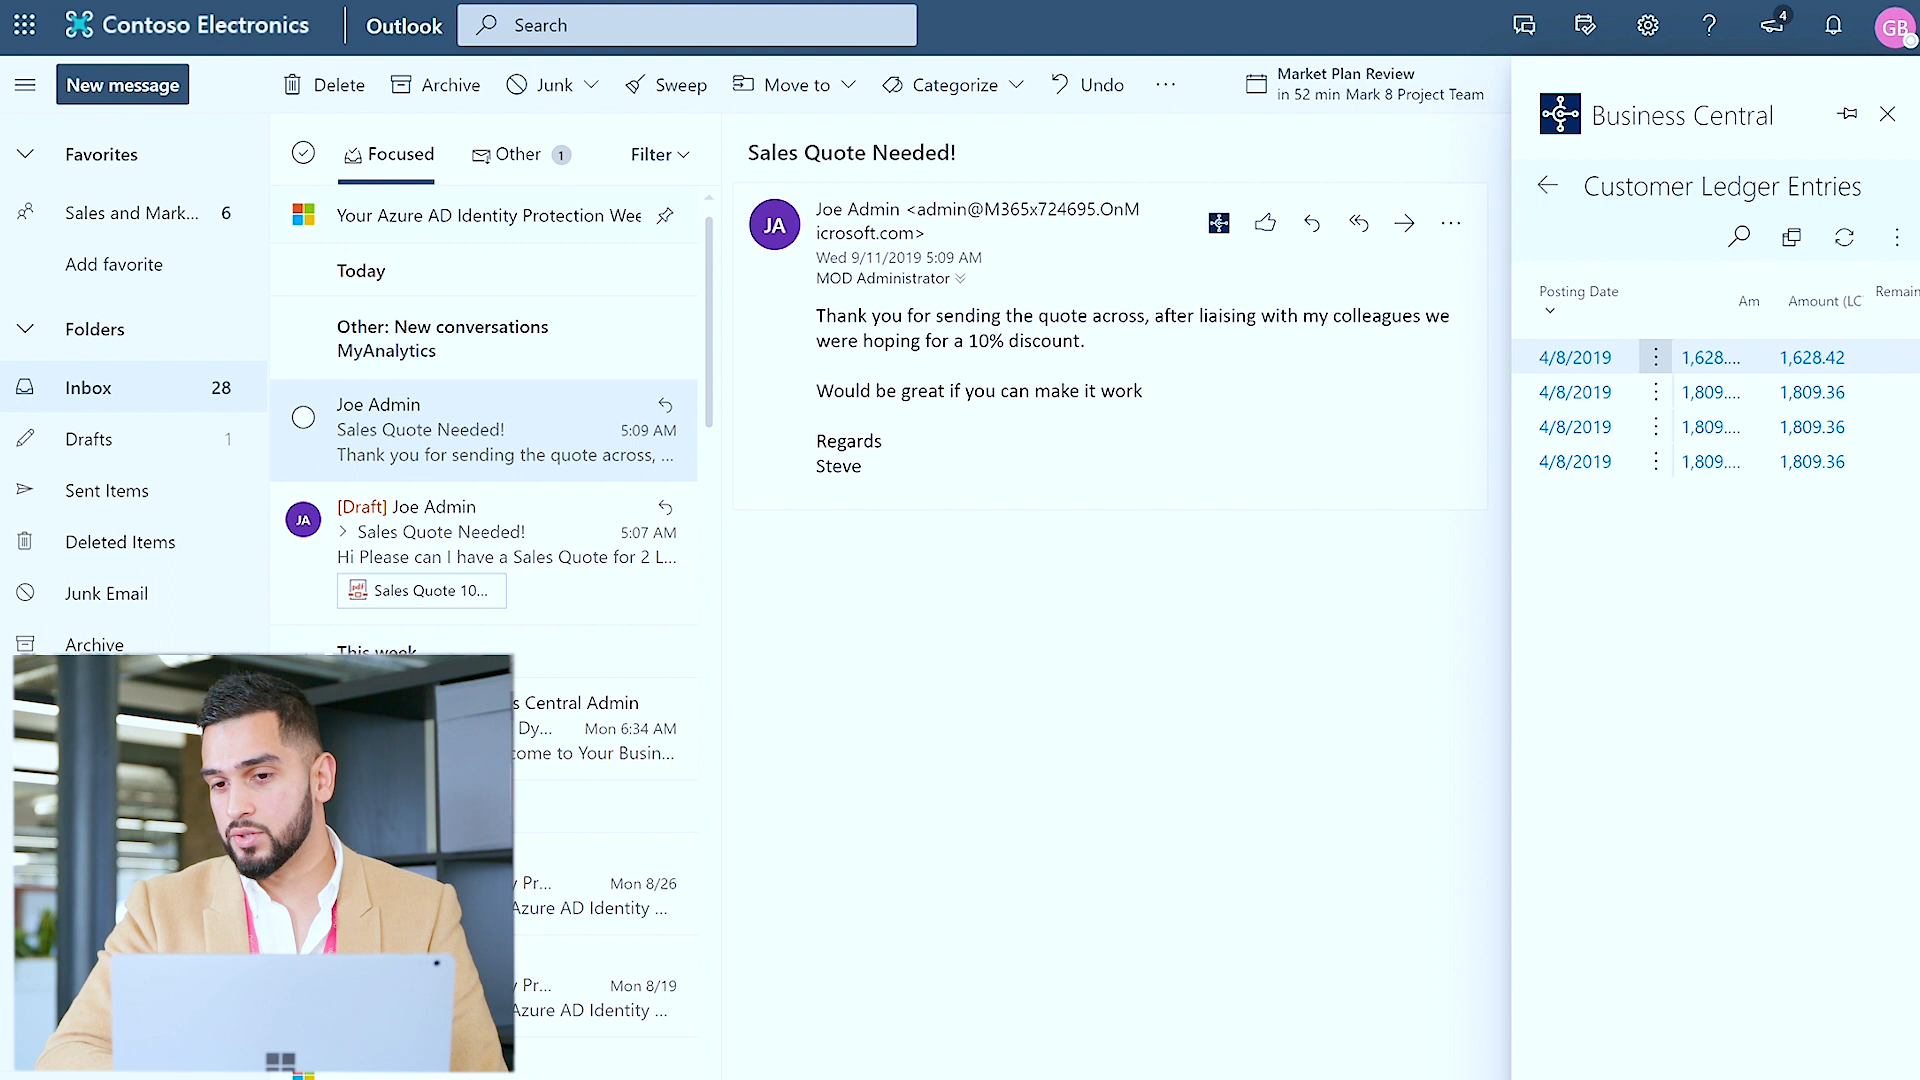 Contoso Electronics
Outlook
Search
4
GB
New message
Delete
Archive
Junk
Sweep
Move to
Categorize
Undo
Market Plan Review
in 52 min Mark 8 Project Team
Business Central
Favorites
Sales and Mark... 6
Add favorite
Folders
Inbox 28
Drafts 1
Sent Items
Deleted Items
Junk Email
Archive
Focused
Other 1
Filter
Your Azure AD Identity Protection Wee
Today
Other: New conversations
MyAnalytics
Joe Admin
Sales Quote Needed! 5:09 AM
Thank you for sending the quote across, ...
JA
[Draft] Joe Admin
Sales Quote Needed! 5:07 AM
Hi Please can I have a Sales Quote for 2 L...
pdf
Sales Quote 10...
This week
s Central Admin
Dy... Mon 6:34 AM
come to Your Busin...
y Pr... Mon 8/26
Azure AD Identity ...
y Pr... Mon 8/19
Azure AD Identity ...
Sales Quote Needed!
JA
Joe Admin <admin@M365x724695.OnM
icrosoft.com>
Wed 9/11/2019 5:09 AM
MOD Administrator
Thank you for sending the quote across, after liaising with my colleagues we
were hoping for a 10% discount.
Would be great if you can make it work
Regards
Steve
Customer Ledger Entries
Posting Date Am Amount (LC Remain
4/8/2019 1,628.... 1,628.42
4/8/2019 1,809.... 1,809.36
4/8/2019 1,809.... 1,809.36
4/8/2019 1,809.... 1,809.36